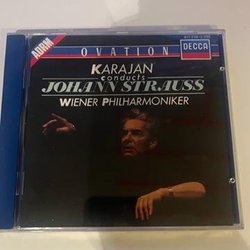 ADRM
OVATION
DECCA
KARAJAN
conducts
JOHANN STRAUSS
WIENER PHILHARMONIKER